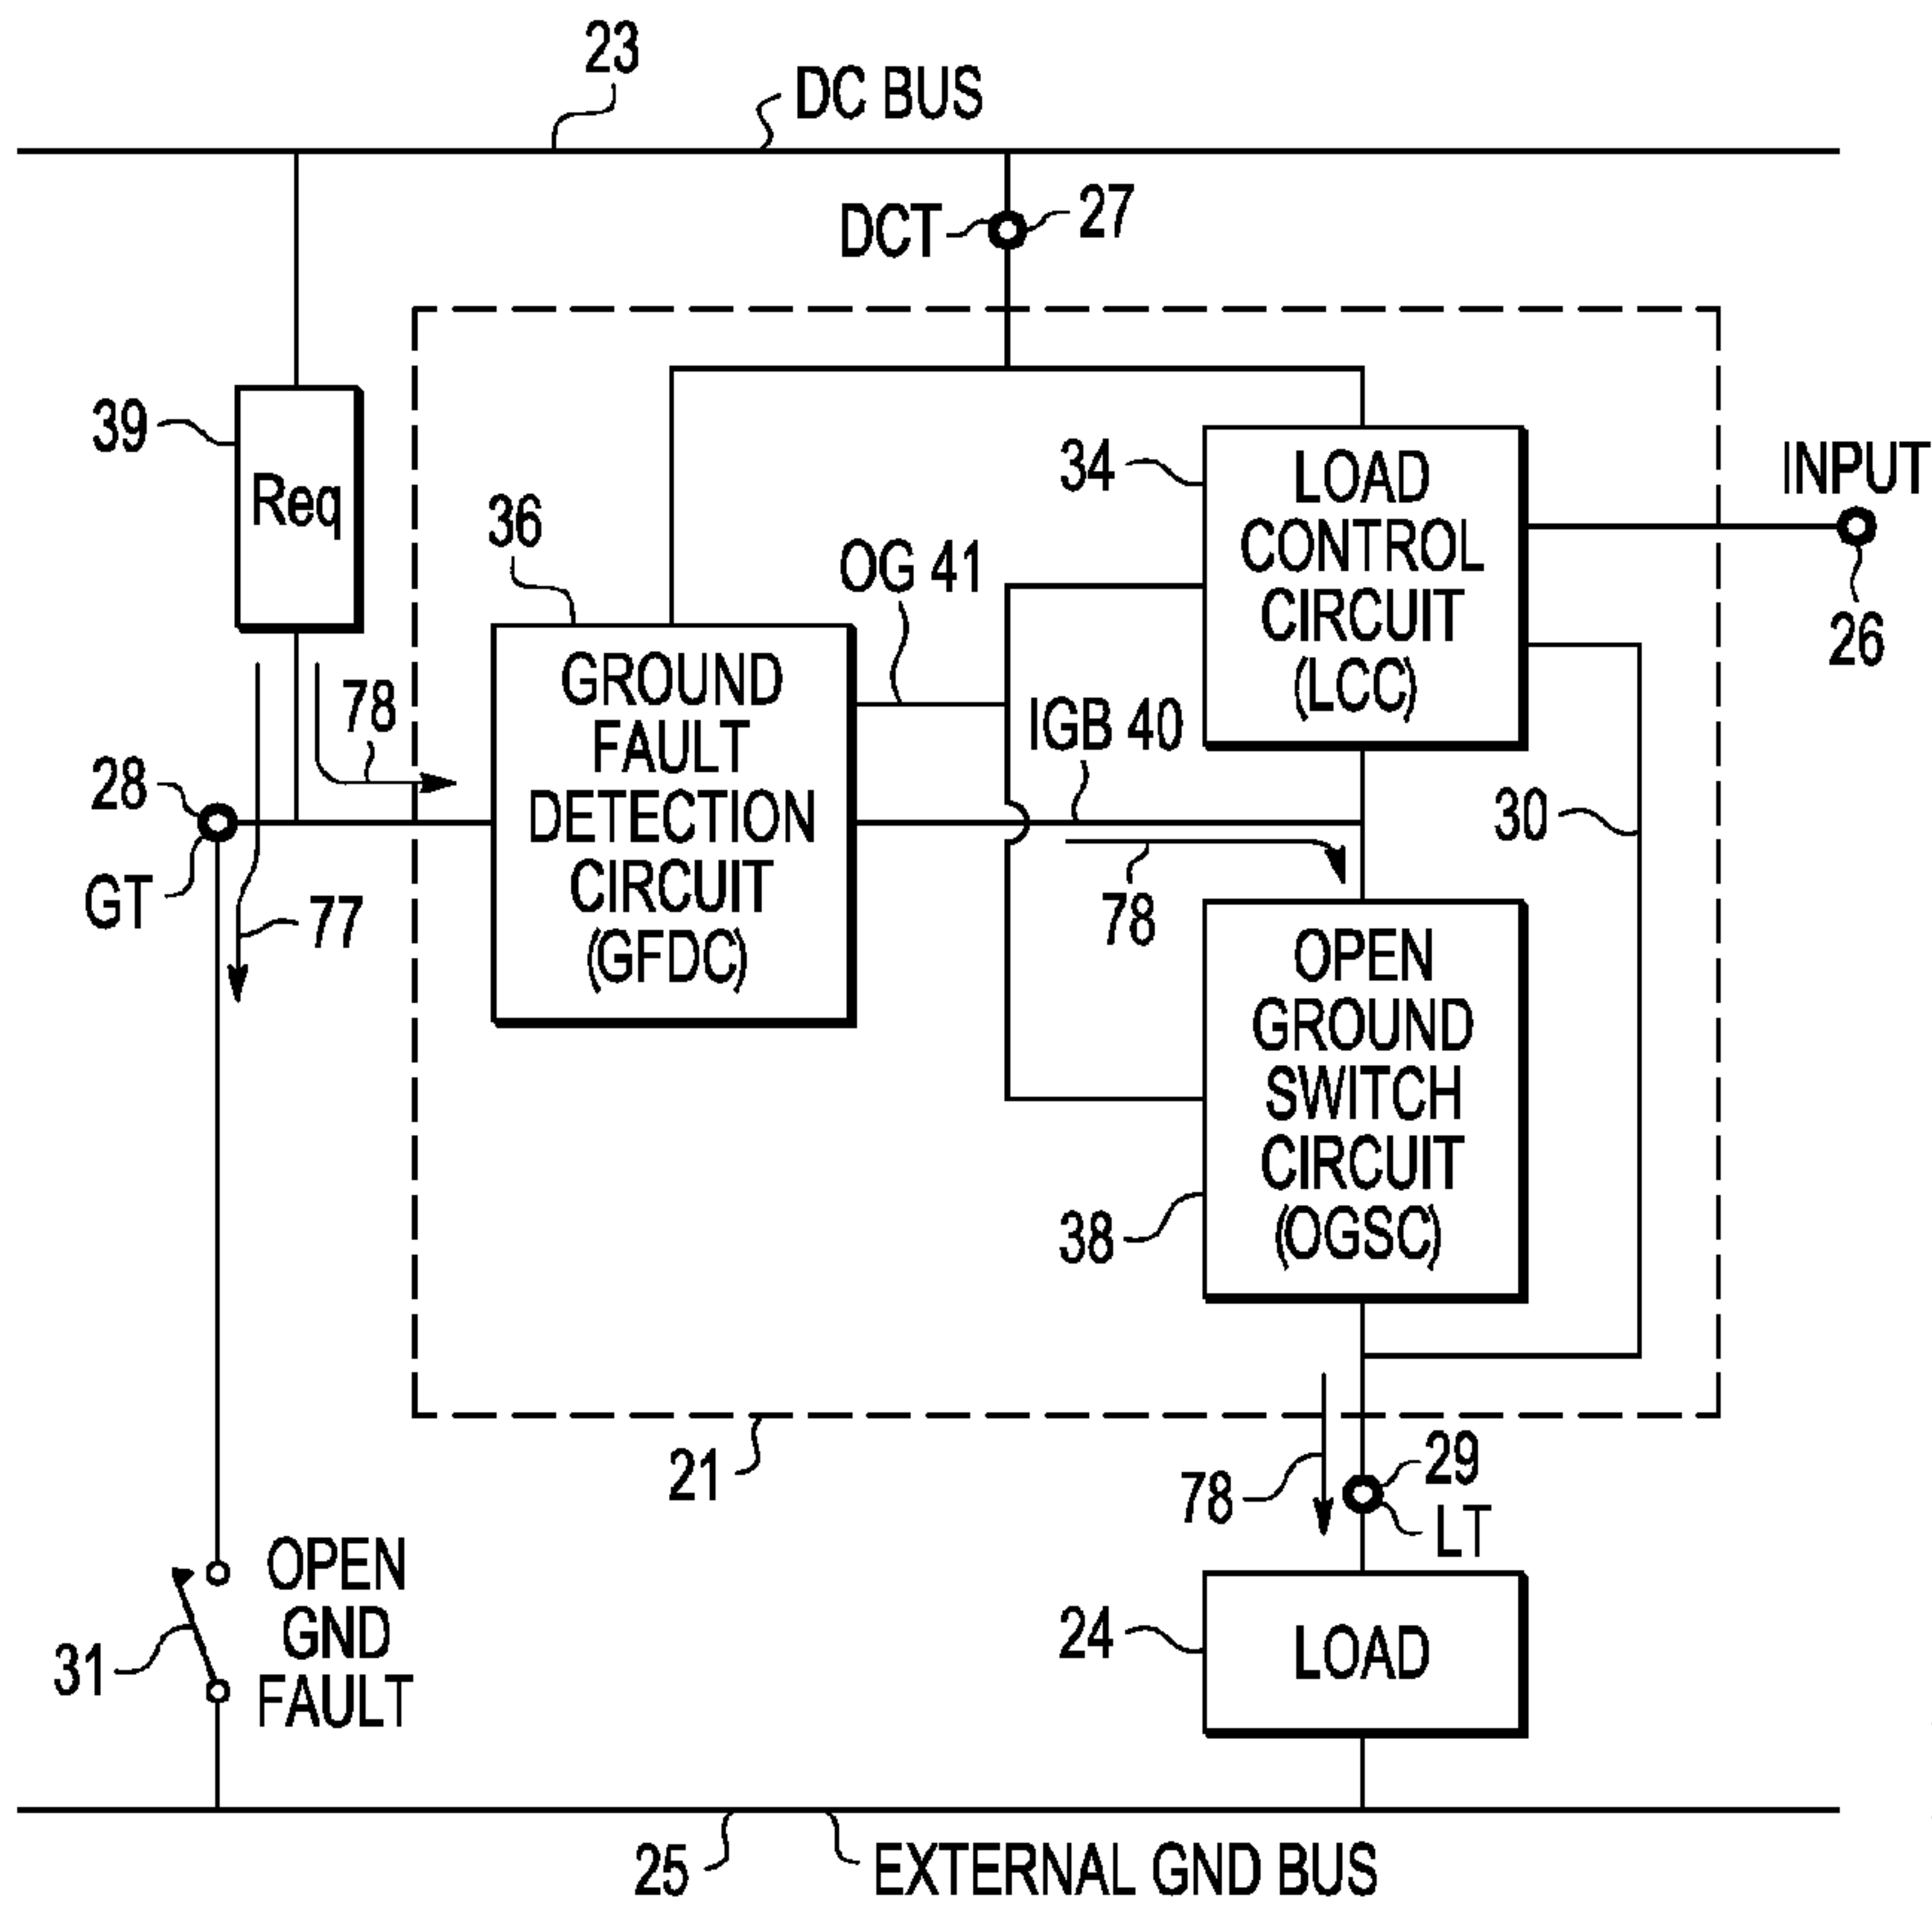 23
DC BUS
DCT
27
39
Req
36
OG 41
34
LOAD
CONTROL
CIRCUIT
(LCC)
INPUT
26
78
GROUND
FAULT
DETECTION
CIRCUIT
(GFDC)
IGB 40
28
GT
77
30
78
OPEN
GROUND
SWITCH
CIRCUIT
(OGSC)
38
21
78
29
LT
OPEN
GND
FAULT
31
24
LOAD
25
EXTERNAL GND BUS